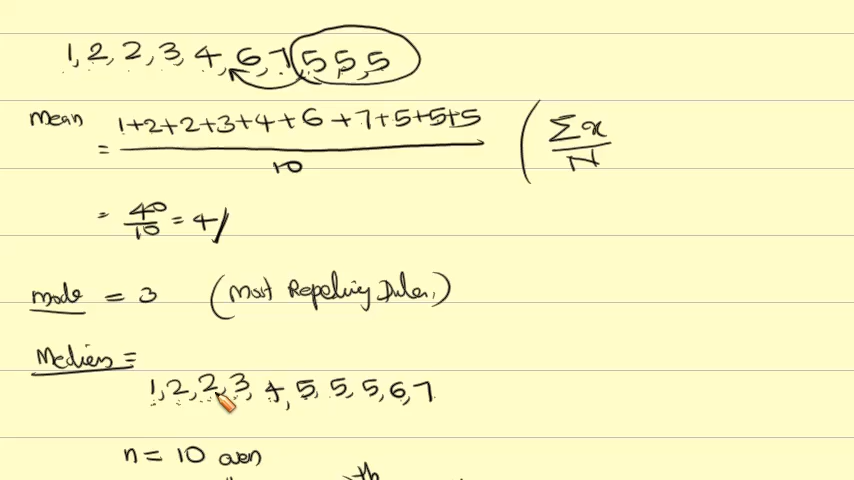 1, 2, 2, 3, 4, 6, 7, 5, 5, 5
Mean = (1+2+2+3+4+6+7+5+5+5)/10 (Σx/N
= 40/10 = 4/
mode = 3 (Most Repeating
Median =
1, 2, 2, 3, 4, 5, 5, 5, 6, 7
n = 10 even
th